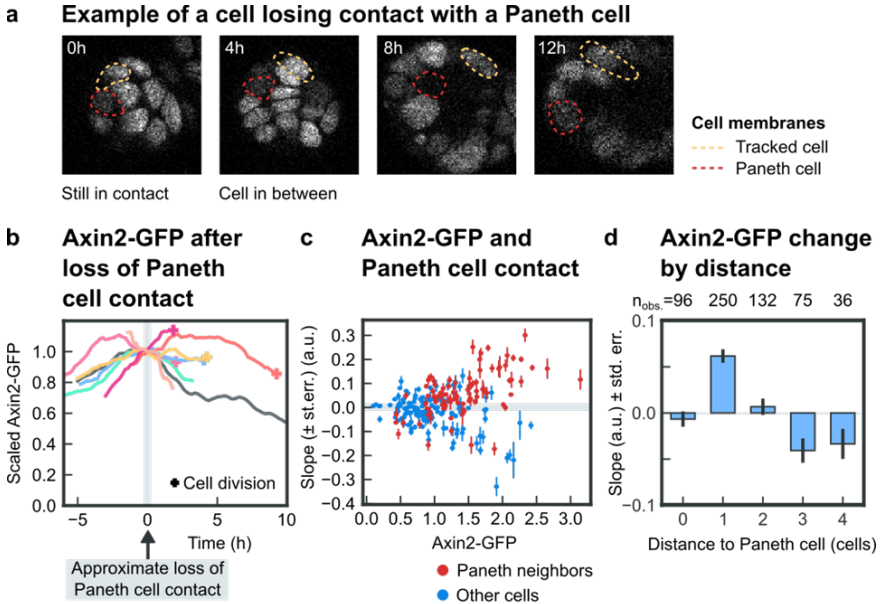 a Example of a cell losing contact with a Paneth cell
0h 4h 8h 12h
Cell membranes
Tracked cell
Paneth cell
Still in contact Cell in between
b Axin2-GFP after
loss of Paneth
cell contact
Scaled Axin2-GFP
1.0
0.8
0.6
0.4
0.2
0.0
Cell division
−5 0 5 10
Time (h)
Approximate loss of
Paneth cell contact
c Axin2-GFP and
Paneth cell contact
Slope (± st.err.) (a.u.)
0.3
0.2
0.1
0.0
-0.1
-0.2
-0.3
-0.4
0.0 0.5 1.0 1.5 2.0 2.5 3.0
Axin2-GFP
Paneth neighbors
Other cells
d Axin2-GFP change
by distance
nobs.=96 250 132 75 36
Slope (a.u.) ± std. err.
0.1
0.0
−0.1
0 1 2 3 4
Distance to Paneth cell (cells)